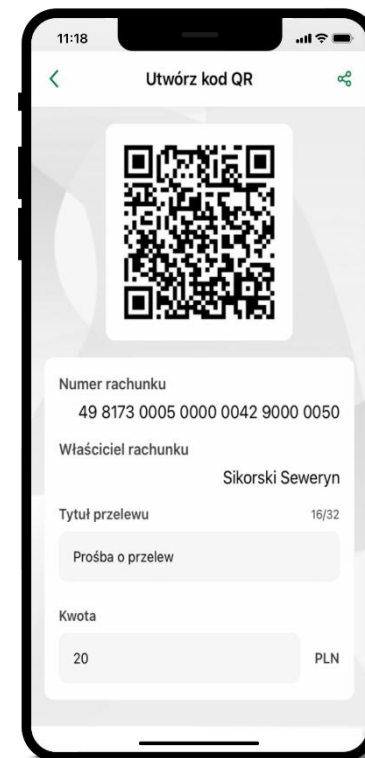 11:18
Utwórz kod QR
Numer rachunku
49 8173 0005 0000 0042 9000 0050
Właściciel rachunku
Sikorski Seweryn
Tytuł przelewu 16/32
Prośba o przelew
Kwota
20 PLN